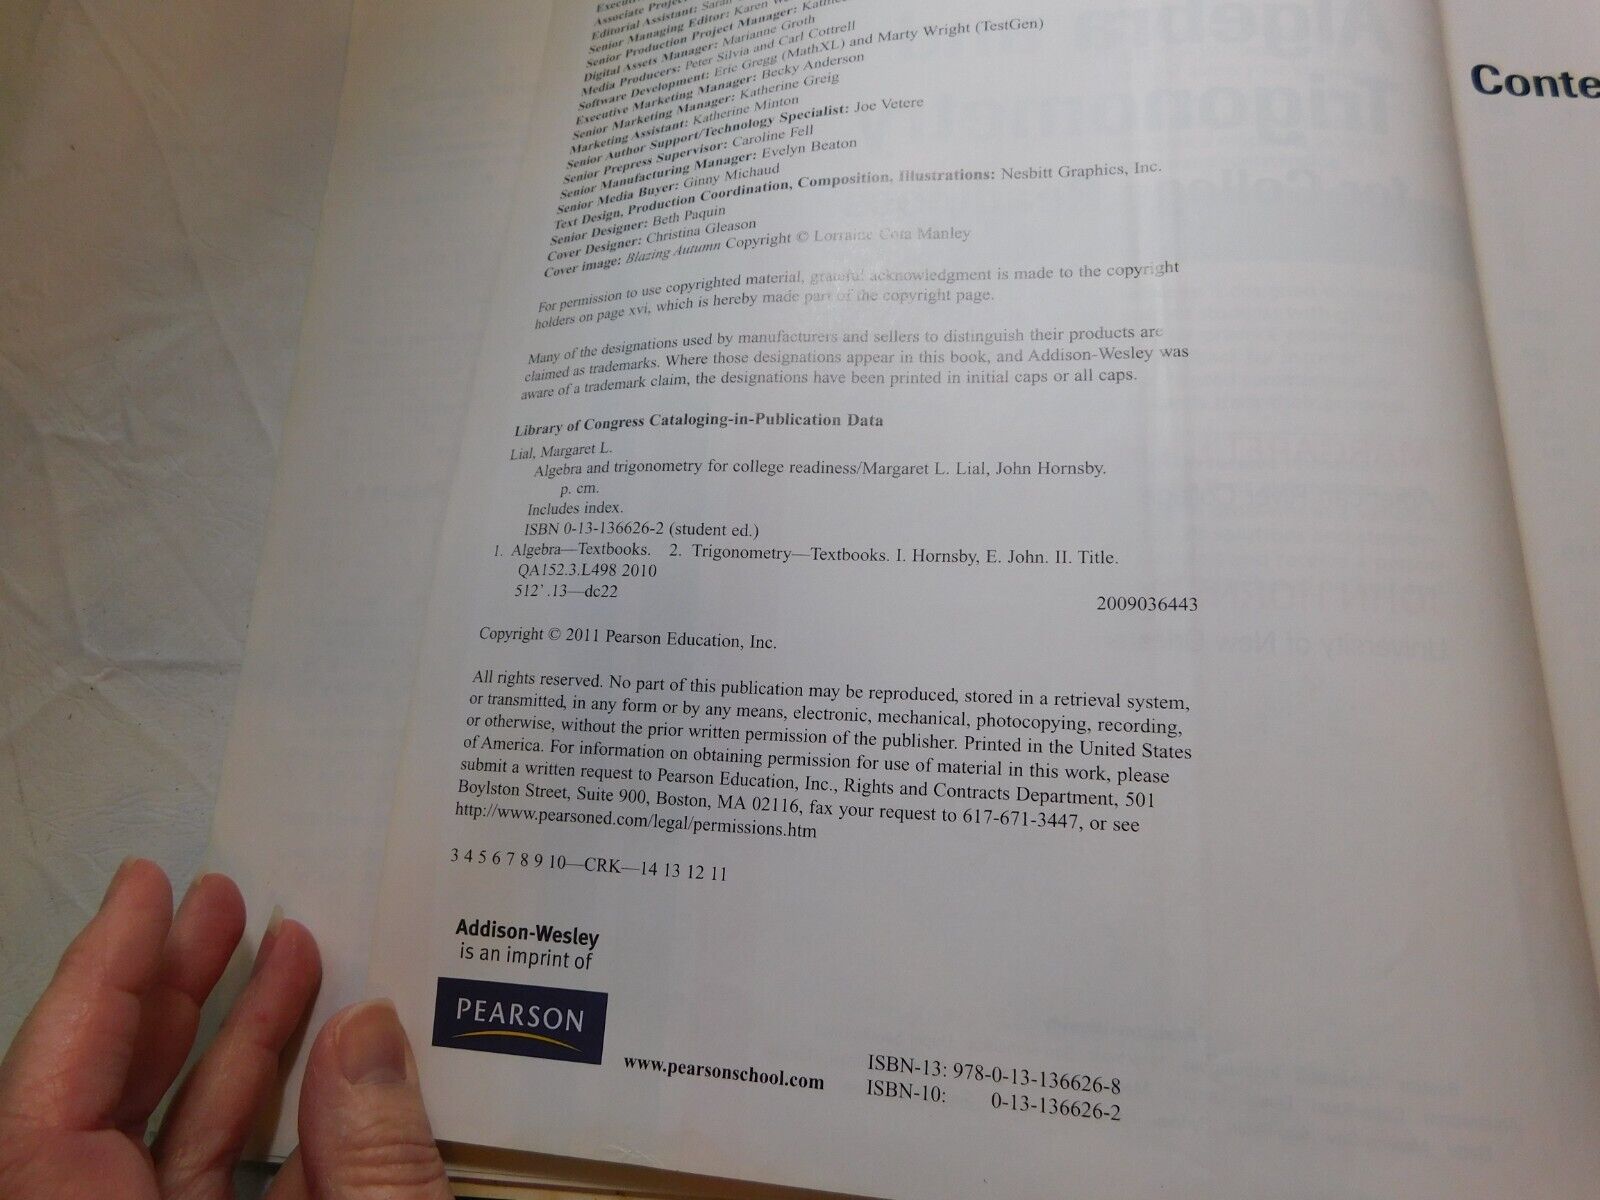 Associate Project
Editorial Assistant: Sarah
Senior Managing Editor: Karen
Senior Production Project Manager:
Digital Assets Manager: Marianne Groth
Media Producers: Peter Silvia and Carl Cottrell
Software Development: Eric Gregg (MathXL) and Marty Wright (TestGen)
Executive Marketing Manager: Becky Anderson
Senior Marketing Manager: Katherine Greig
Marketing Assistant: Katherine Minton
Senior Author Support/Technology Specialist: Joe Vetere
Senior Prepress Supervisor: Caroline Fell
Senior Manufacturing Manager: Evelyn Beaton
Senior Media Buyer: Ginny Michaud
Text Design, Production Coordination, Composition, Illustrations: Nesbitt Graphics, Inc.
Senior Designer: Beth Paquin
Cover Designer: Christina Gleason
Cover image: Blazing Autumn Copyright © Lorraine Cota Manley
For permission to use copyrighted material, grateful acknowledgment is made to the copyright
holders on page xvi, which is hereby made part of the copyright page.
Many of the designations used by manufacturers and sellers to distinguish their products are
claimed as trademarks. Where those designations appear in this book, and Addison-Wesley was
aware of a trademark claim, the designations have been printed in initial caps or all caps.
Library of Congress Cataloging-in-Publication Data
Lial, Margaret L.
Algebra and trigonometry for college readiness/Margaret L. Lial, John Hornsby.
p. cm.
Includes index.
ISBN 0-13-136626-2 (student ed.)
1. Algebra—Textbooks. 2. Trigonometry—Textbooks. I. Hornsby, E. John. II. Title.
QA152.3.L498 2010
512’.13—dc22
2009036443
Copyright © 2011 Pearson Education, Inc.
All rights reserved. No part of this publication may be reproduced, stored in a retrieval system,
or transmitted, in any form or by any means, electronic, mechanical, photocopying, recording,
or otherwise, without the prior written permission of the publisher. Printed in the United States
of America. For information on obtaining permission for use of material in this work, please
submit a written request to Pearson Education, Inc., Rights and Contracts Department, 501
Boylston Street, Suite 900, Boston, MA 02116, fax your request to 617-671-3447, or see
http://www.pearsoned.com/legal/permissions.htm
3 4 5 6 7 8 9 10—CRK—14 13 12 11
Addison-Wesley
is an imprint of
PEARSON
www.pearsonschool.com
ISBN-13: 978-0-13-136626-8
ISBN-10: 0-13-136626-2
Conte